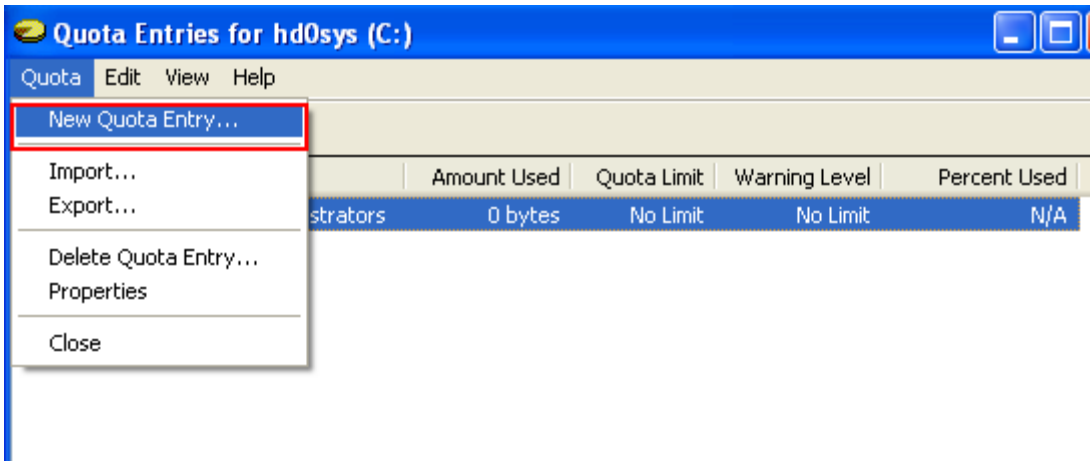 Quota Entries for hd0sys (C:)
Quota Edit View Help
New Quota Entry...
Import...
Export...
Delete Quota Entry...
Properties
Close
Amount Used Quota Limit Warning Level Percent Used
strators 0 bytes No Limit No Limit N/A